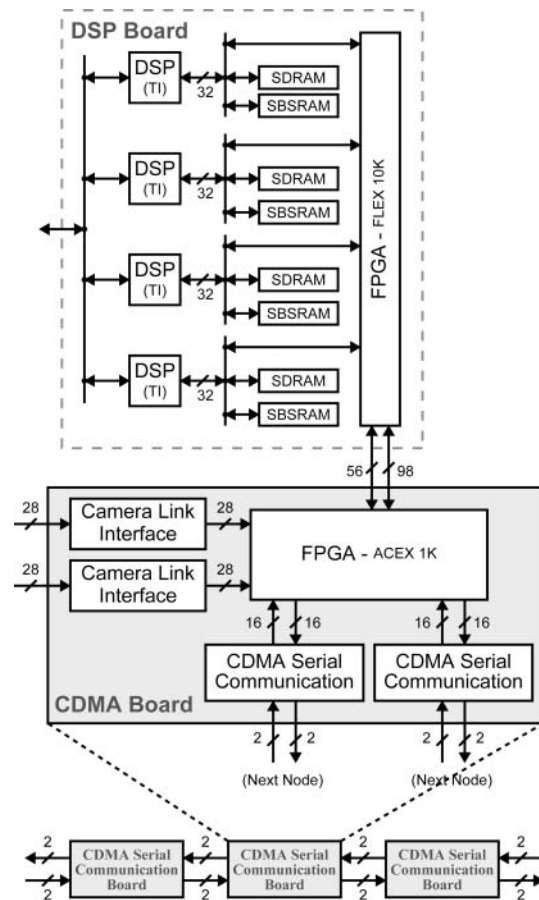 DSP Board
DSP
(TI)
32
SDRAM
SBSRAM
DSP
(TI)
32
SDRAM
SBSRAM
DSP
(TI)
32
SDRAM
SBSRAM
DSP
(TI)
32
SDRAM
SBSRAM
FPGA - FLEX 10K
56 98
28 Camera Link 28
Interface
28 Camera Link 28
Interface
FPGA - ACEX 1K
16 16 16 16
CDMA Serial
Communication
CDMA Serial
Communication
CDMA Board
2 2 2 2
(Next Node) (Next Node)
2 2 2 2
CDMA Serial
Communication
Board
CDMA Serial
Communication
Board
CDMA Serial
Communication
Board
2 2 2 2